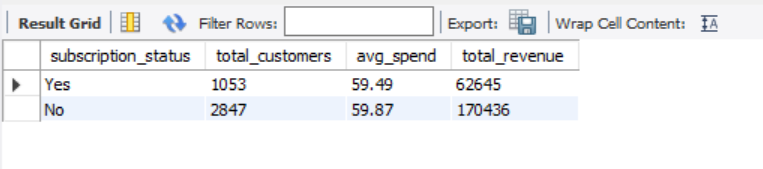 Result Grid Filter Rows: Export: Wrap Cell Content: IA
subscription_status total_customers avg_spend total_revenue
Yes 1053 59.49 62645
No 2847 59.87 170436